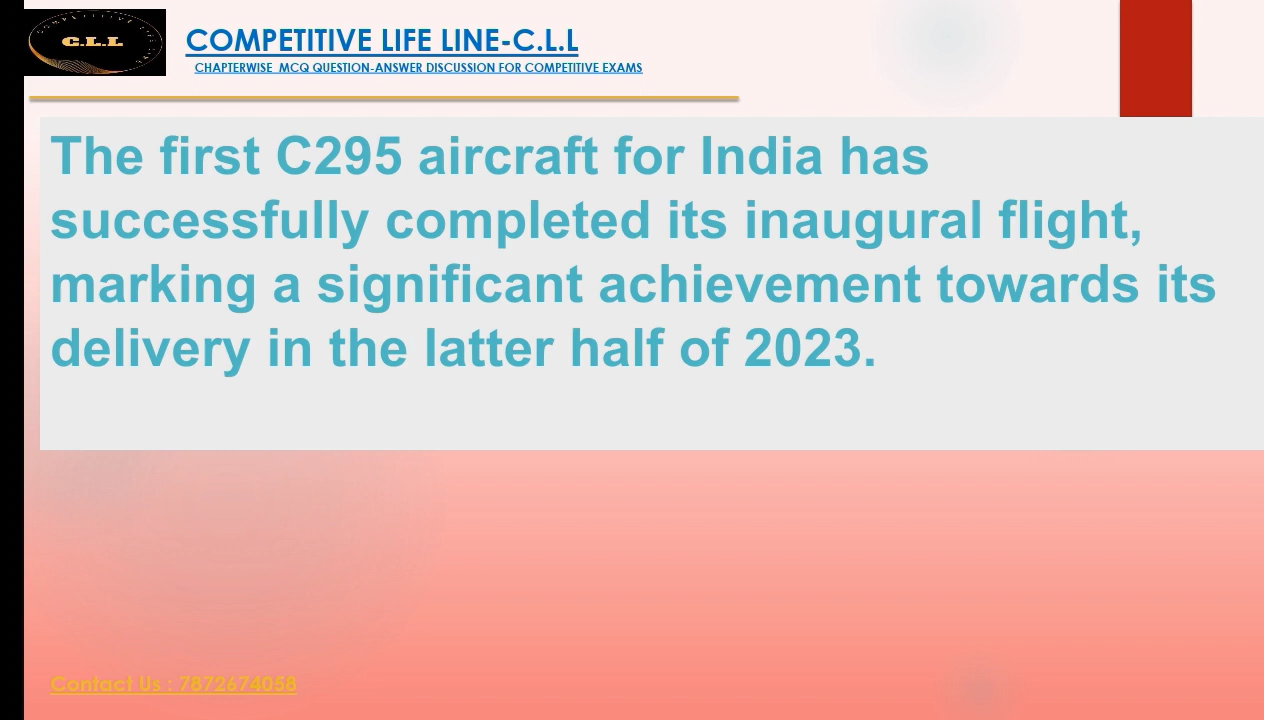 C.L.L
COMPETITIVE LIFE LINE-C.L.L
CHAPTERWISE MCQ QUESTION-ANSWER DISCUSSION FOR COMPETITIVE EXAMS
The first C295 aircraft for India has
successfully completed its inaugural flight,
marking a significant achievement towards its
delivery in the latter half of 2023.
Contact Us : 7872674058